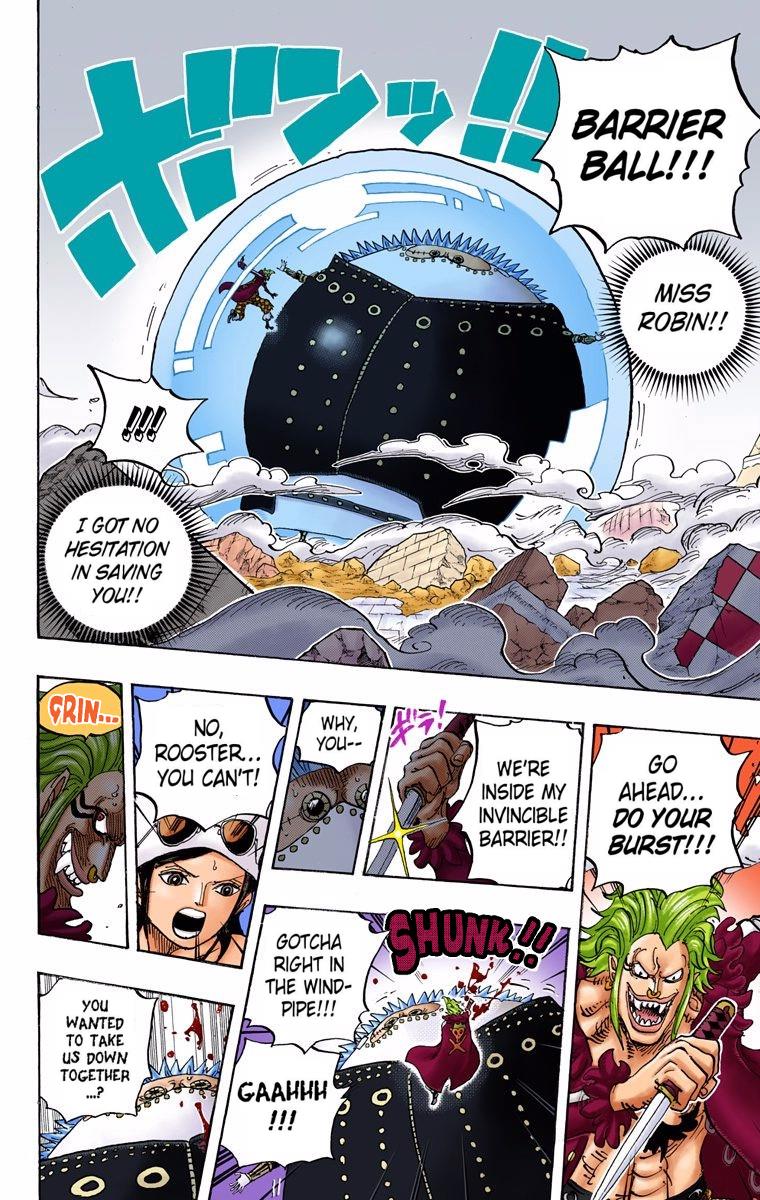 BARRIER
BALL!!!
ボンッ!!
MISS
ROBIN!!
!!!
I GOT NO
HESITATION
IN SAVING
YOU!!
GO
AHEAD...
DO YOUR
BURST!!!
WE'RE
INSIDE MY
INVINCIBLE
BARRIER!!
ギラ!
WHY,
YOU--
NO,
ROOSTER...
YOU CAN'T!
GRIN...
SHUNK!!
GOTCHA
RIGHT IN
THE WIND-
PIPE!!!
GAAHHH
!!!
YOU
WANTED
TO TAKE
US DOWN
TOGETHER
...?